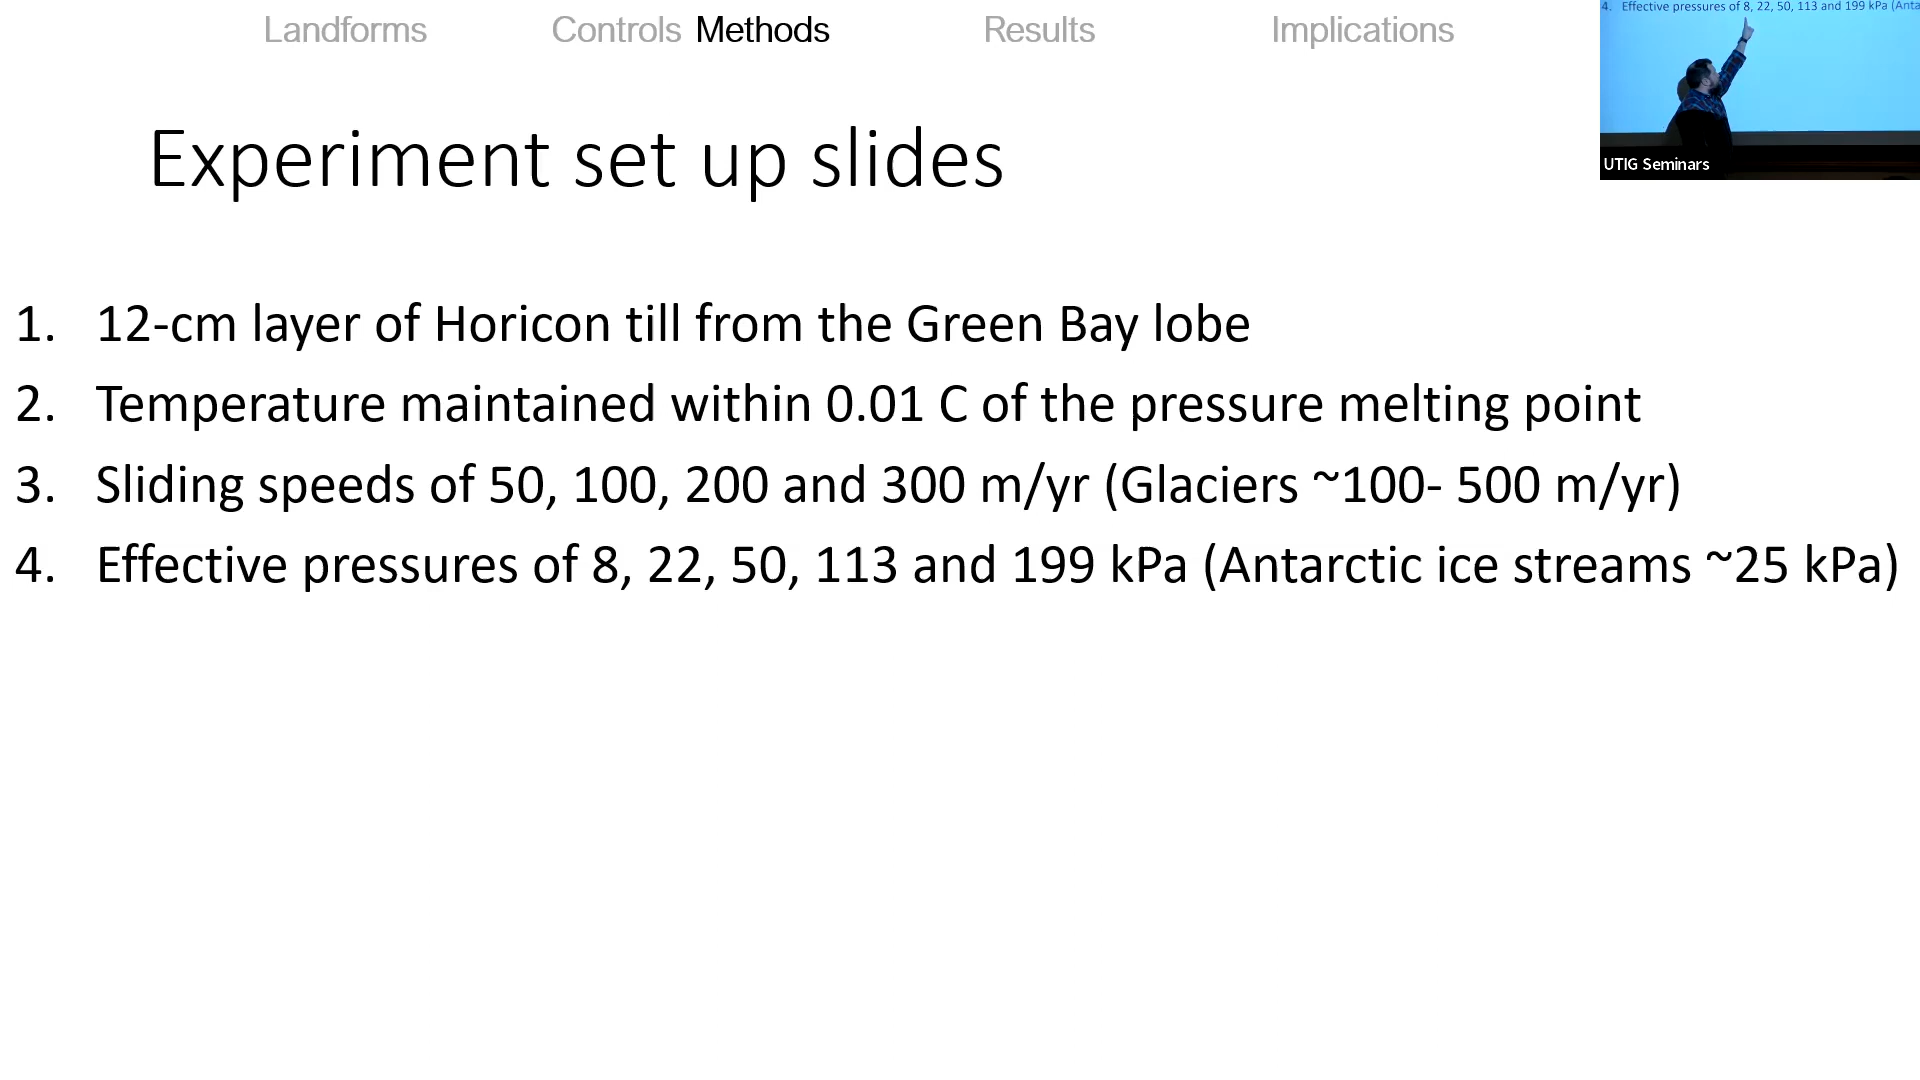 Landforms Controls Methods Results Implications
4. Effective pressures of 8, 22, 50, 113 and 199 kPa (Anta
UTIG Seminars
Experiment set up slides
1. 12-cm layer of Horicon till from the Green Bay lobe
2. Temperature maintained within 0.01 C of the pressure melting point
3. Sliding speeds of 50, 100, 200 and 300 m/yr (Glaciers ~100- 500 m/yr)
4. Effective pressures of 8, 22, 50, 113 and 199 kPa (Antarctic ice streams ~25 kPa)